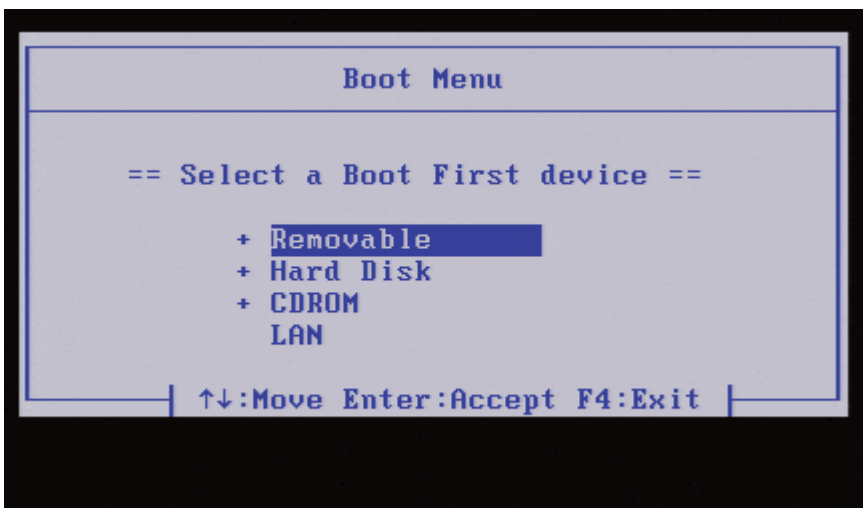 Boot Menu
== Select a Boot First device ==
+ Removable
+ Hard Disk
+ CDROM
LAN
↑↓:Move Enter:Accept F4:Exit